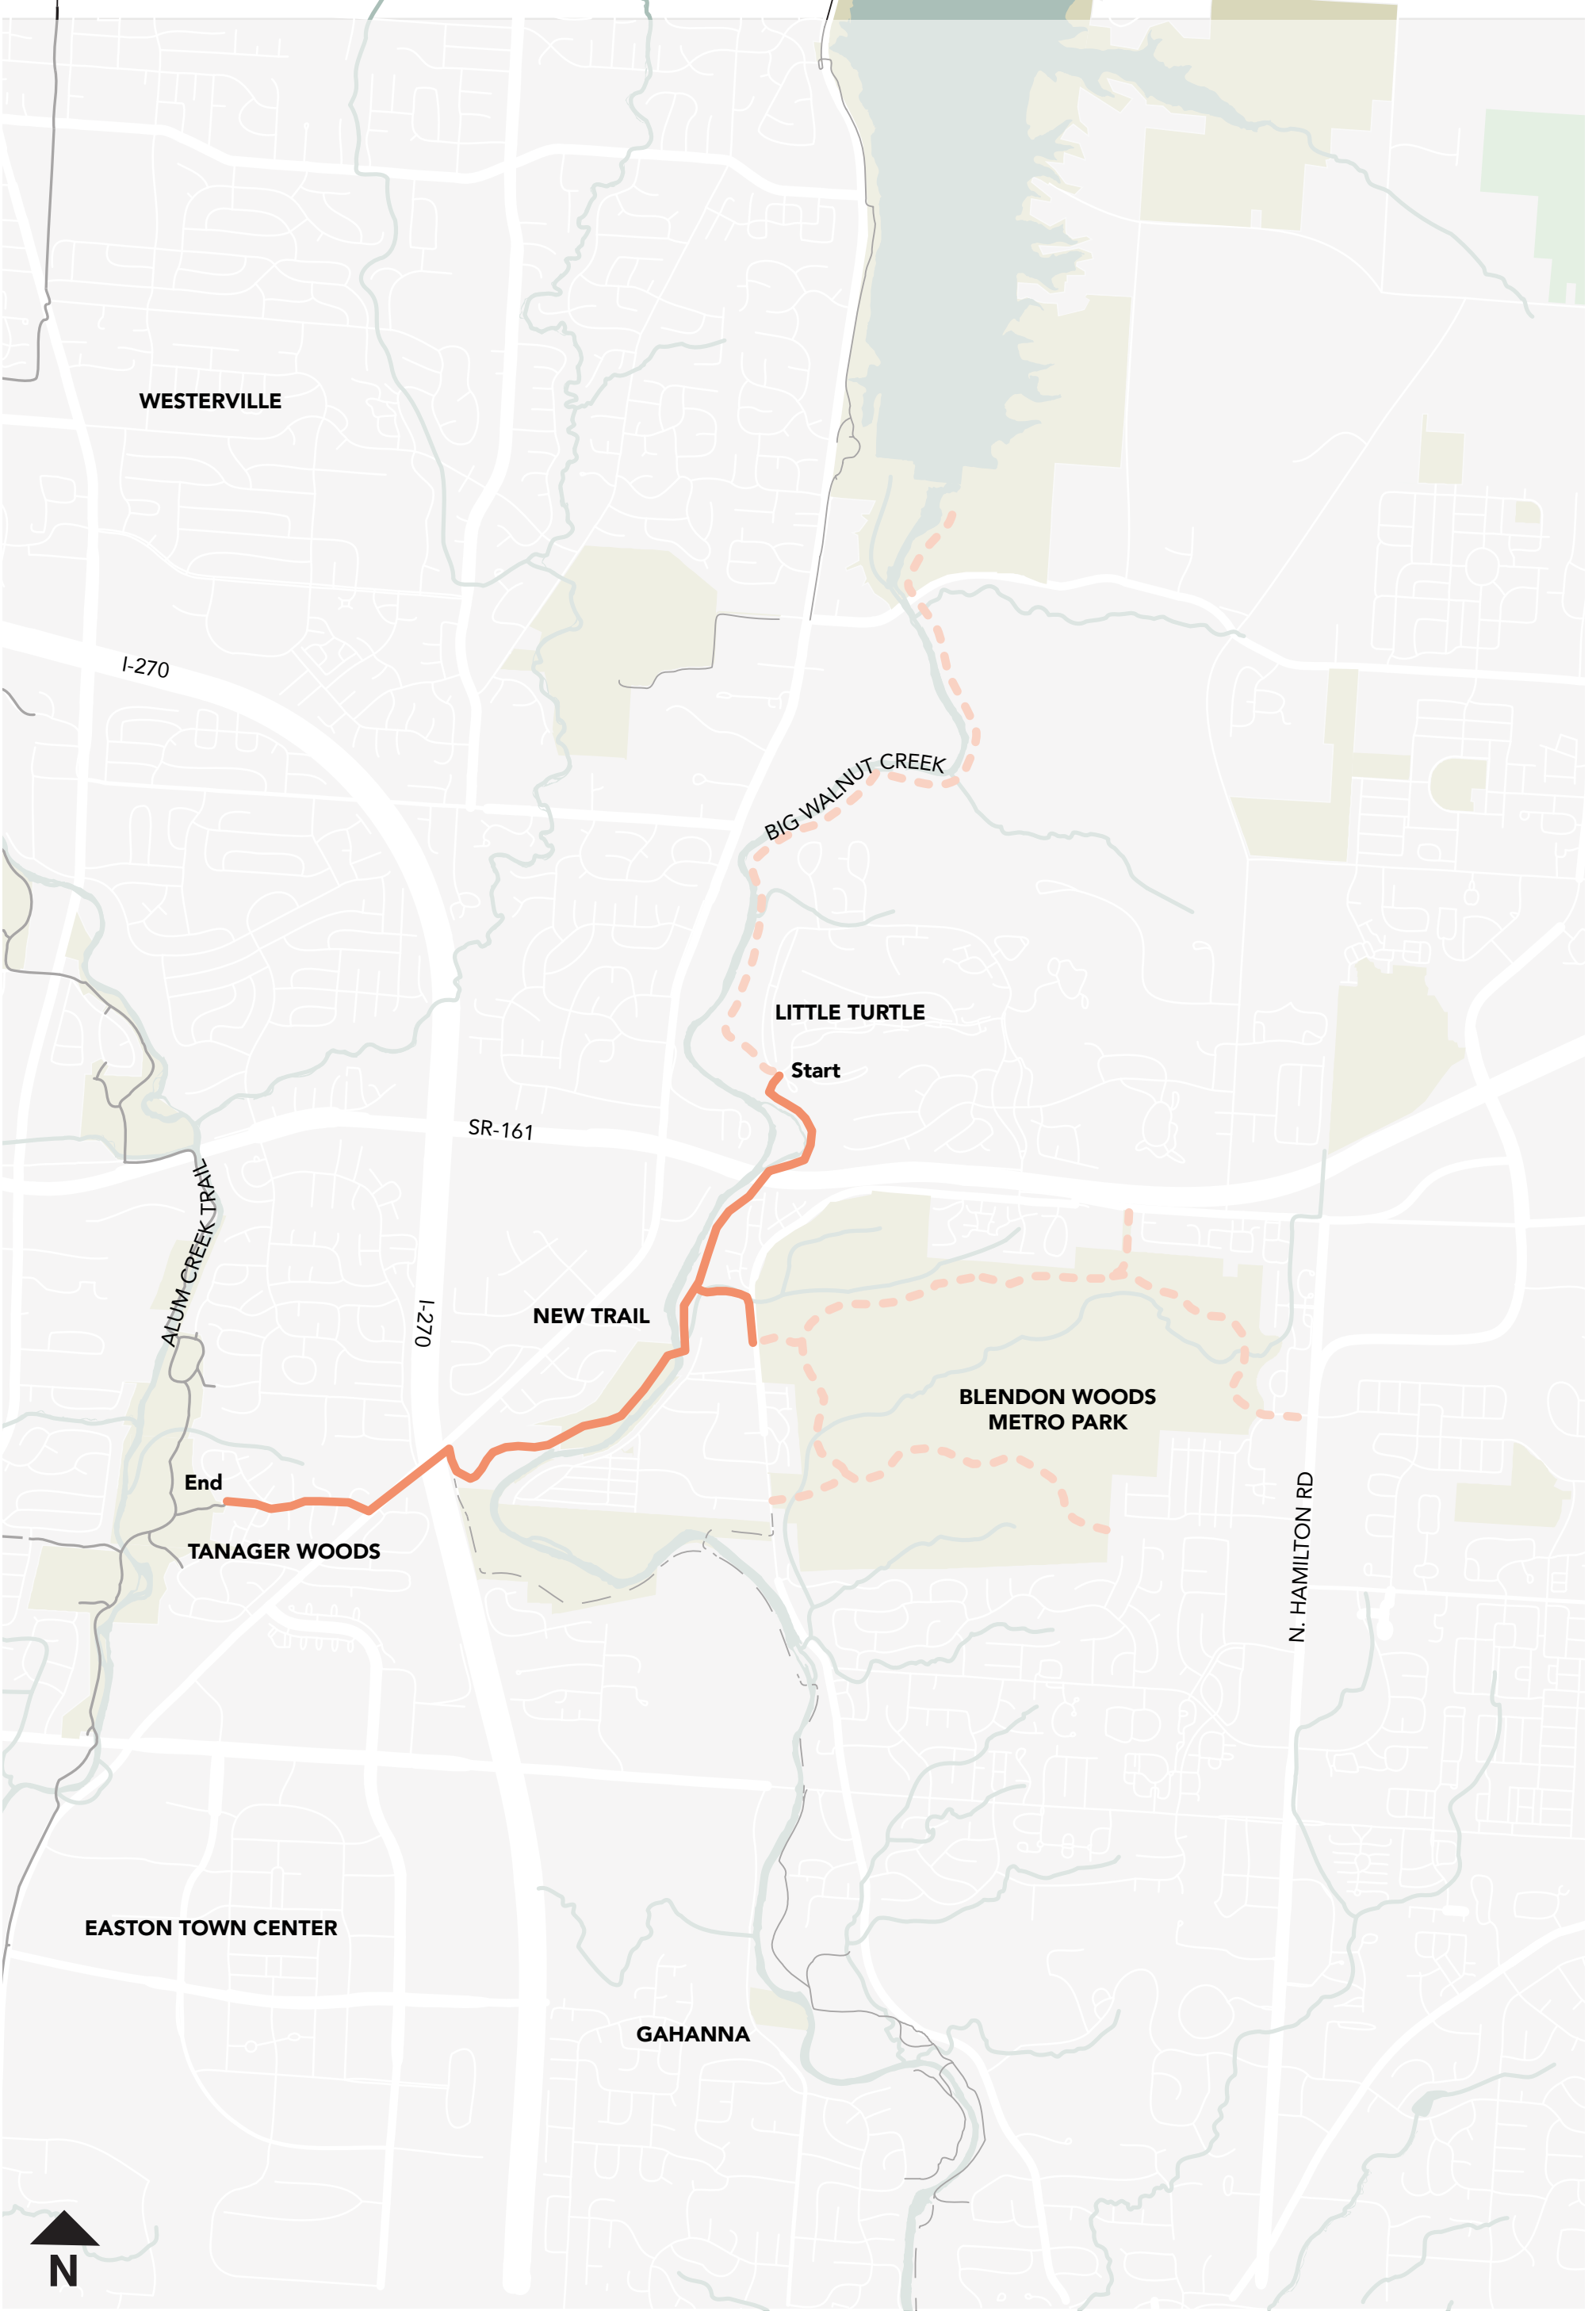 WESTERVILLE
I-270
BIG WALNUT CREEK
LITTLE TURTLE
Start
SR-161
ALUM CREEK TRAIL
I-270
NEW TRAIL
BLENDON WOODS
METRO PARK
End
N. HAMILTON RD
TANAGER WOODS
EASTON TOWN CENTER
GAHANNA
N